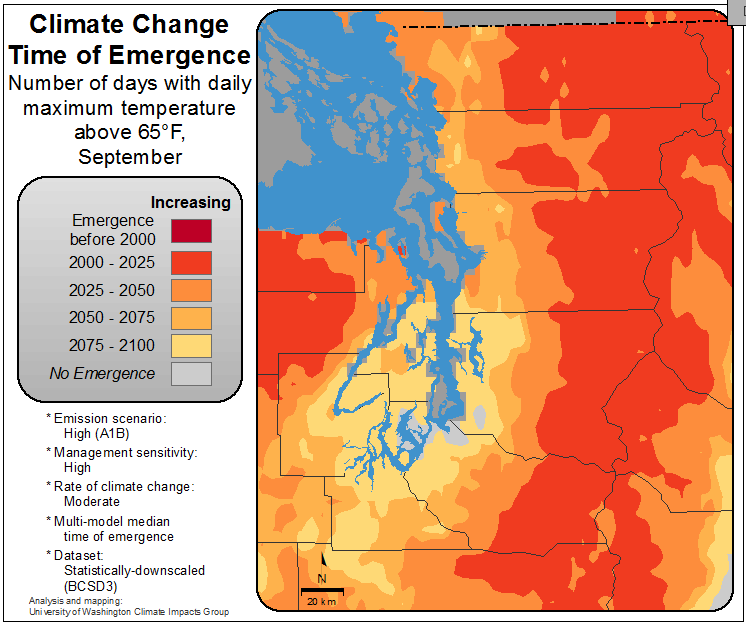 Climate Change
Time of Emergence
Number of days with daily
maximum temperature
above 65°F,
September
Increasing
Emergence
before 2000
2000 - 2025
2025 - 2050
2050 - 2075
2075 - 2100
No Emergence
* Emission scenario:
High (A1B)
* Management sensitivity:
High
* Rate of climate change:
Moderate
* Multi-model median
time of emergence
* Dataset:
Statistically-downscaled
(BCSD3)
Analysis and mapping:
University of Washington Climate Impacts Group
N
20 km